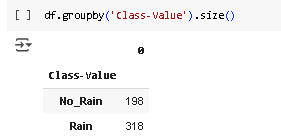 [ ] df.groupby('Class-Value').size()
0
Class-Value
No_Rain 198
Rain 318